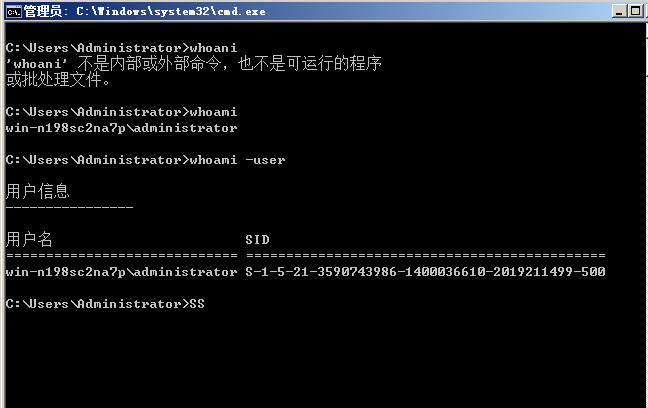 管理员: C:\Windows\system32\cmd.exe
C:\Users\Administrator>whoani
'whoani' 不是内部或外部命令，也不是可运行的程序
或批处理文件。
C:\Users\Administrator>whoami
win-n198sc2na7p\administrator
C:\Users\Administrator>whoami -user
用户信息
----------------
用户名 SID
============================= =============================================
win-n198sc2na7p\administrator S-1-5-21-3590743986-1400036610-2019211499-500
C:\Users\Administrator>SS